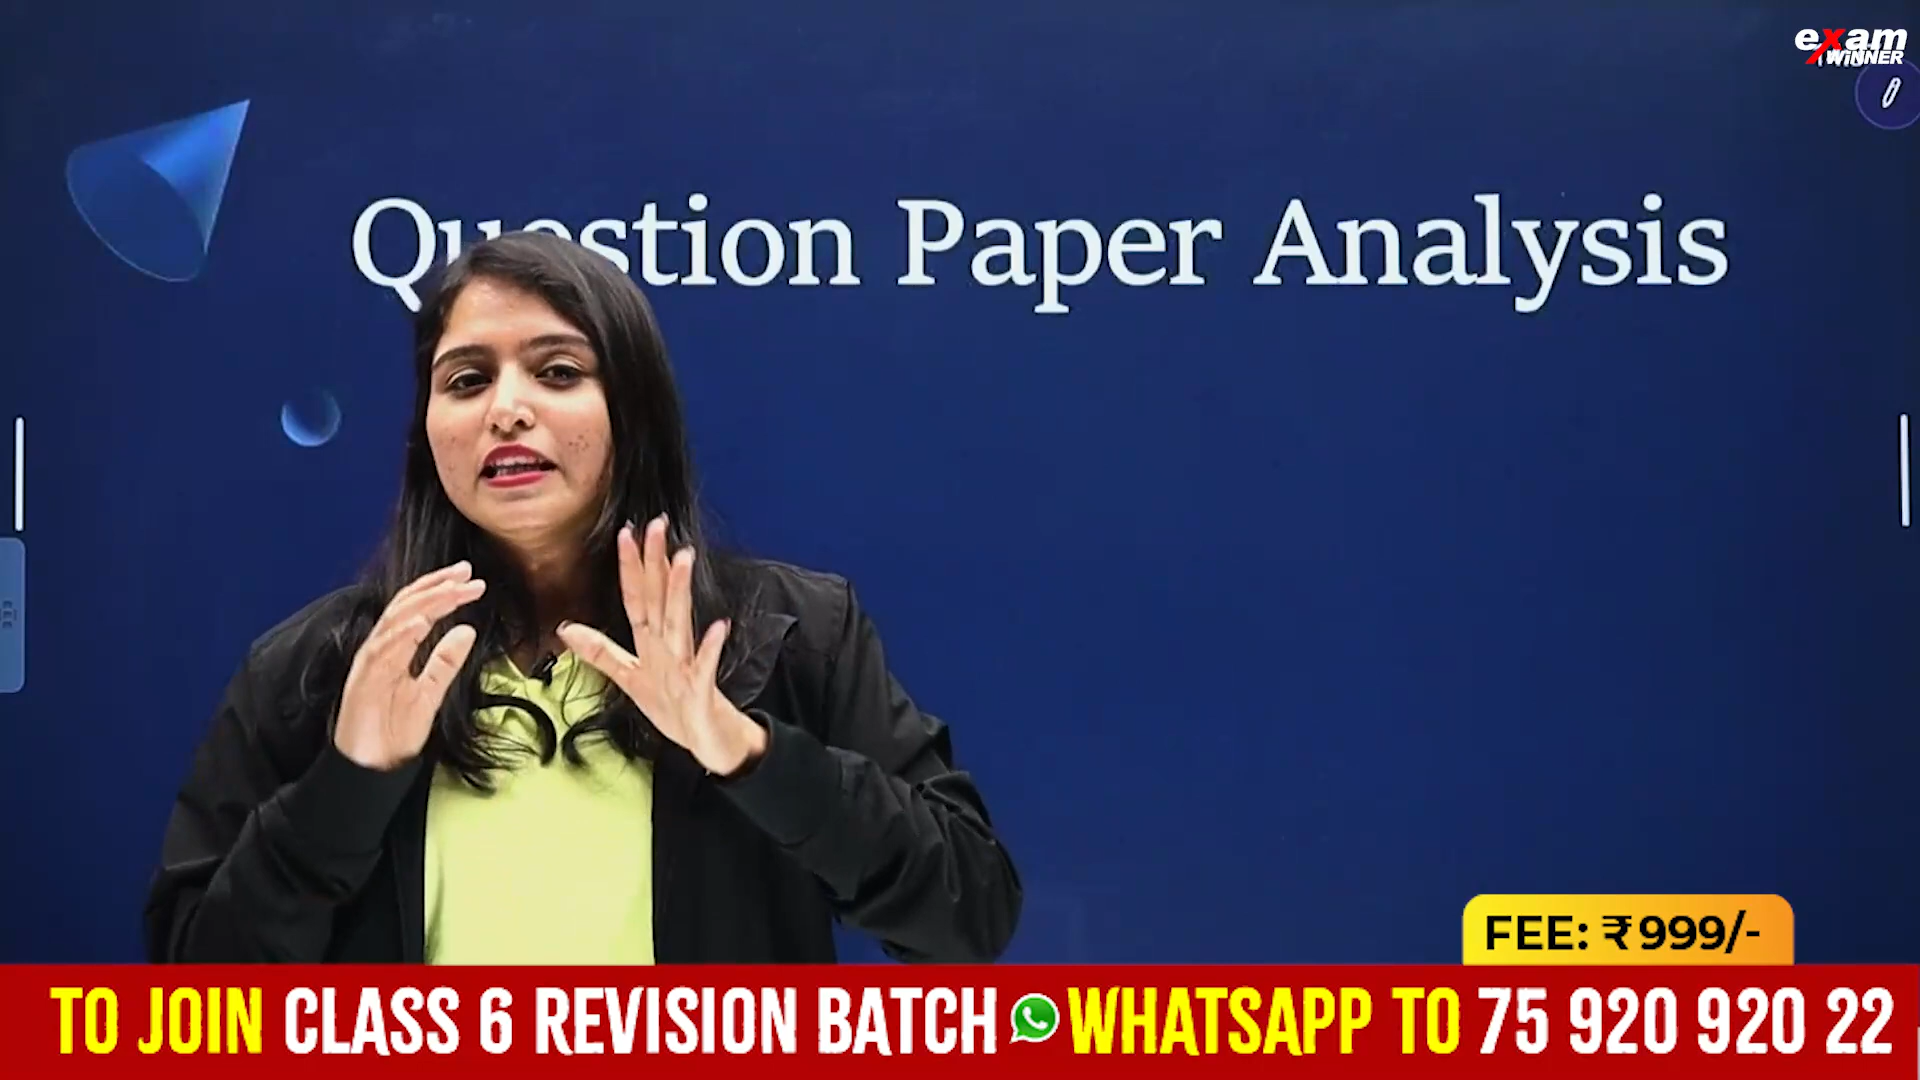 exam
WINNER
Question Paper Analysis
FEE: ₹999/-
TO JOIN CLASS 6 REVISION BATCH WHATSAPP TO 75 920 920 22